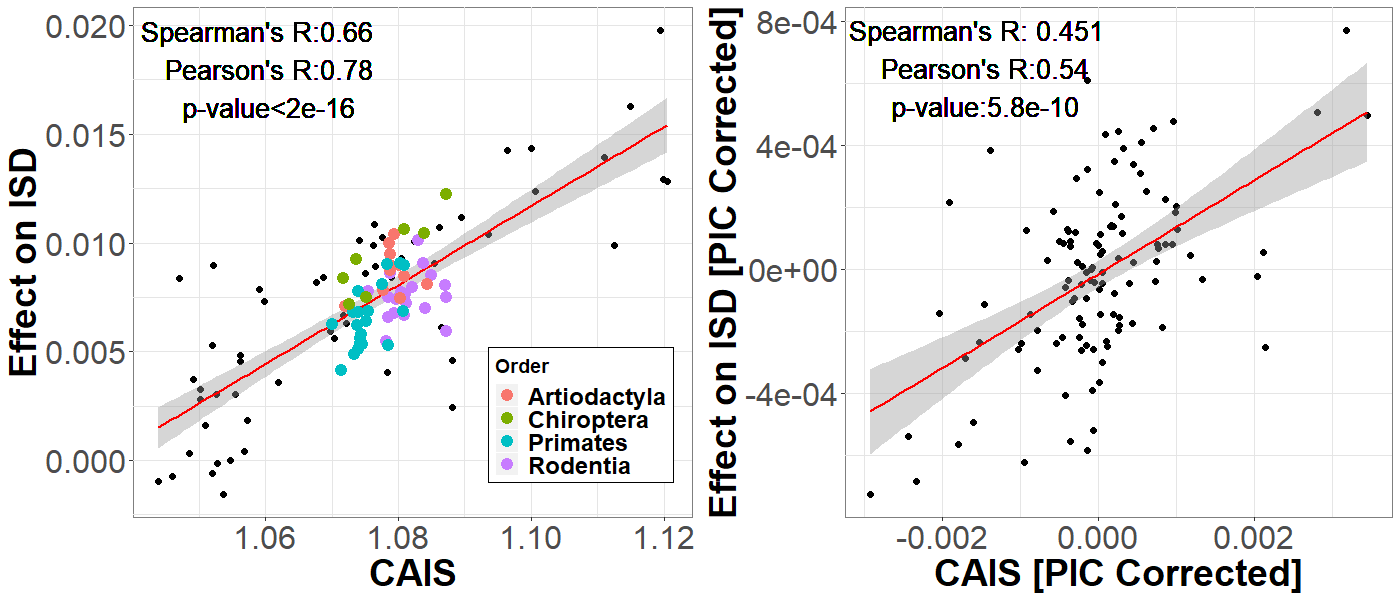 Spearman's R:0.66
Pearson's R:0.78
p-value<2e-16
0.020
0.015
0.010
0.005
0.000
Effect on ISD
Order
Artiodactyla
Chiroptera
Primates
Rodentia
1.06
1.08
1.10
1.12
CAIS
Spearman's R: 0.451
Pearson's R:0.54
p-value:5.8e-10
8e-04
4e-04
0e+00
-4e-04
Effect on ISD [PIC Corrected]
-0.002
0.000
0.002
CAIS [PIC Corrected]